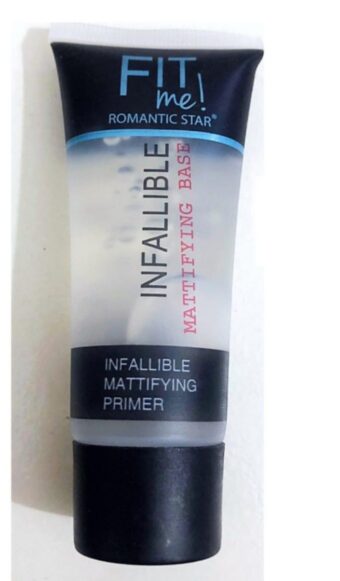 FIT
me!
ROMANTIC STAR®
INFALLIBLE
MATTIFYING BASE
INFALLIBLE
MATTIFYING
PRIMER